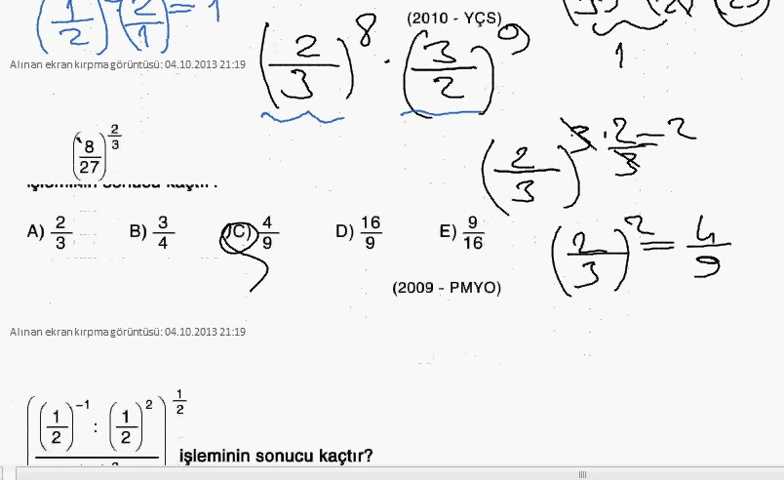 (1/2) (2/1) = 1
(2010 - YÇS)
1
Alınan ekran kırpma görüntüsü: 04.10.2013 21:19
(2/3)^8 · (3/2)^9
(8/27)^(2/3)
işleminin sonucu kaçtır?
(2/3)^(3 · 2/3 = 2
A) 2/3 B) 3/4 C) 4/9 D) 16/9 E) 9/16
(2/3)^2 = 4/9
(2009 - PMYO)
Alınan ekran kırpma görüntüsü: 04.10.2013 21:19
((1/2)^-1 : (1/2)^2)^(1/2)
işleminin sonucu kaçtır?